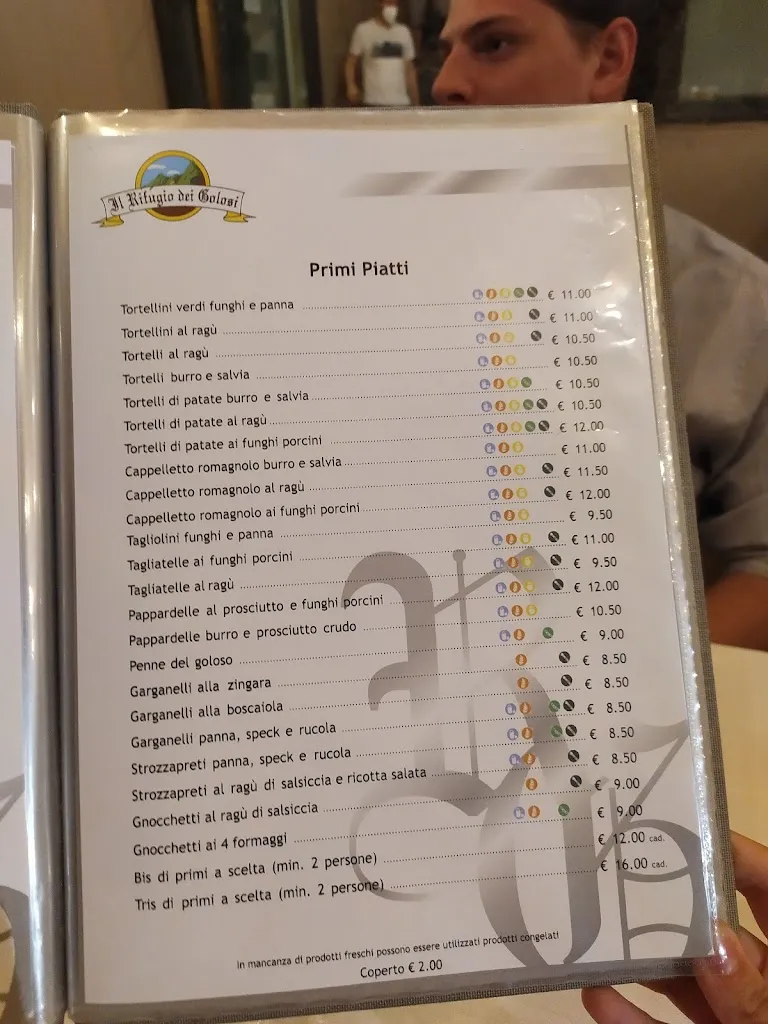 Il Rifugio dei Golosi
Primi Piatti
Tortellini verdi funghi e panna € 11.00
Tortellini al ragù € 11.00
Tortelli al ragù € 10.50
Tortelli burro e salvia € 10.50
Tortelli di patate burro e salvia € 10.50
Tortelli di patate al ragù € 10.50
Tortelli di patate ai funghi porcini € 12.00
Cappelletto romagnolo burro e salvia € 11.00
Cappelletto romagnolo al ragù € 11.50
Cappelletto romagnolo ai funghi porcini € 12.00
Tagliolini funghi e panna € 9.50
Tagliatelle ai funghi porcini € 11.00
Tagliatelle al ragù € 9.50
Pappardelle al prosciutto e funghi porcini € 12.00
Pappardelle burro e prosciutto crudo € 10.50
Penne del goloso € 9.00
Garganelli alla zingara € 8.50
Garganelli alla boscaiola € 8.50
Garganelli panna, speck e rucola € 8.50
Strozzapreti panna, speck e rucola € 8.50
Strozzapreti al ragù di salsiccia e ricotta salata € 8.50
Gnocchetti al ragù di salsiccia € 9.00
Gnocchetti ai 4 formaggi € 9.00
Bis di primi a scelta (min. 2 persone) € 12.00 cad.
Tris di primi a scelta (min. 2 persone) € 16.00 cad.
In mancanza di prodotti freschi possono essere utilizzati prodotti congelati
Coperto € 2.00